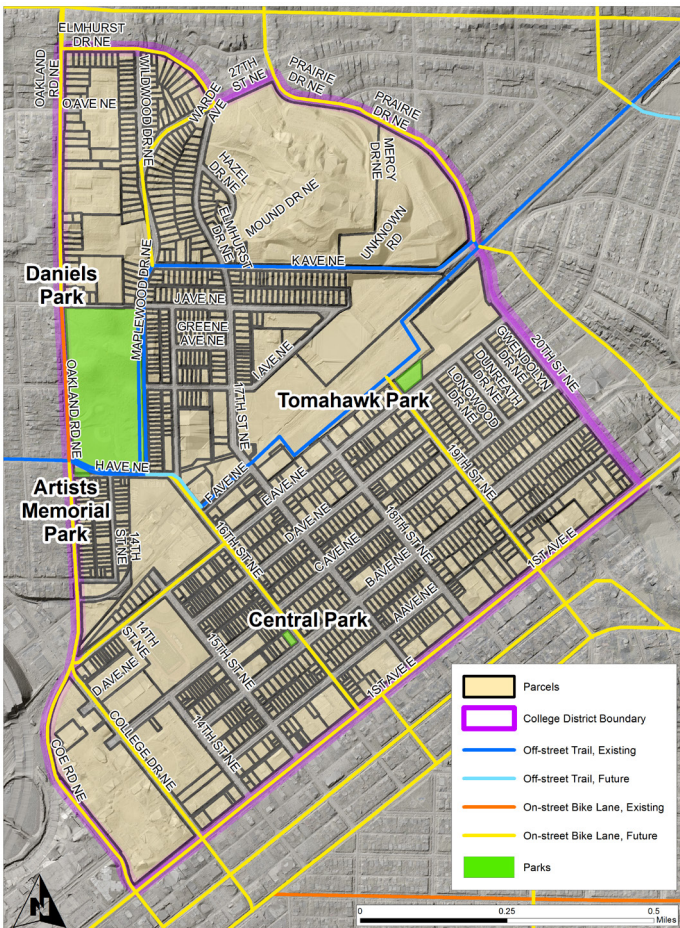 ELMHURST
DR NE
OAKLAND
RD NE
O AVE NE
WILDWOOD DR NE
WARDE
AVE
27TH
ST NE
PRAIRIE
DR NE
PRAIRIE
DR NE
MERCY
DR NE
HAZEL
DR NE
MOUND DR NE
ELMHURST
DR NE
UNKNOWN
RD
K AVE NE
Daniels
Park
MAPLEWOOD DR NE
J AVE NE
GREENE
AVE NE
I AVE NE
20TH ST NE
GWENDOLYN
DR NE
DUNREATH
DR NE
LONGWOOD
DR NE
OAKLAND RD NE
17TH ST NE
Tomahawk Park
19TH ST NE
H AVE NE
F AVE NE
E AVE NE
Artists
Memorial
Park
14TH
ST NE
D AVE NE
18TH ST NE
16TH ST NE
C AVE NE
B AVE NE
1ST AVE E
A AVE NE
Central Park
14TH
ST NE
15TH ST NE
D AVE NE
1ST AVE E
COLLEGE DR NE
14TH ST NE
COE RD NE
Parcels
College District Boundary
Off-street Trail, Existing
Off-street Trail, Future
On-street Bike Lane, Existing
On-street Bike Lane, Future
Parks
N
0 0.25 0.5
Miles